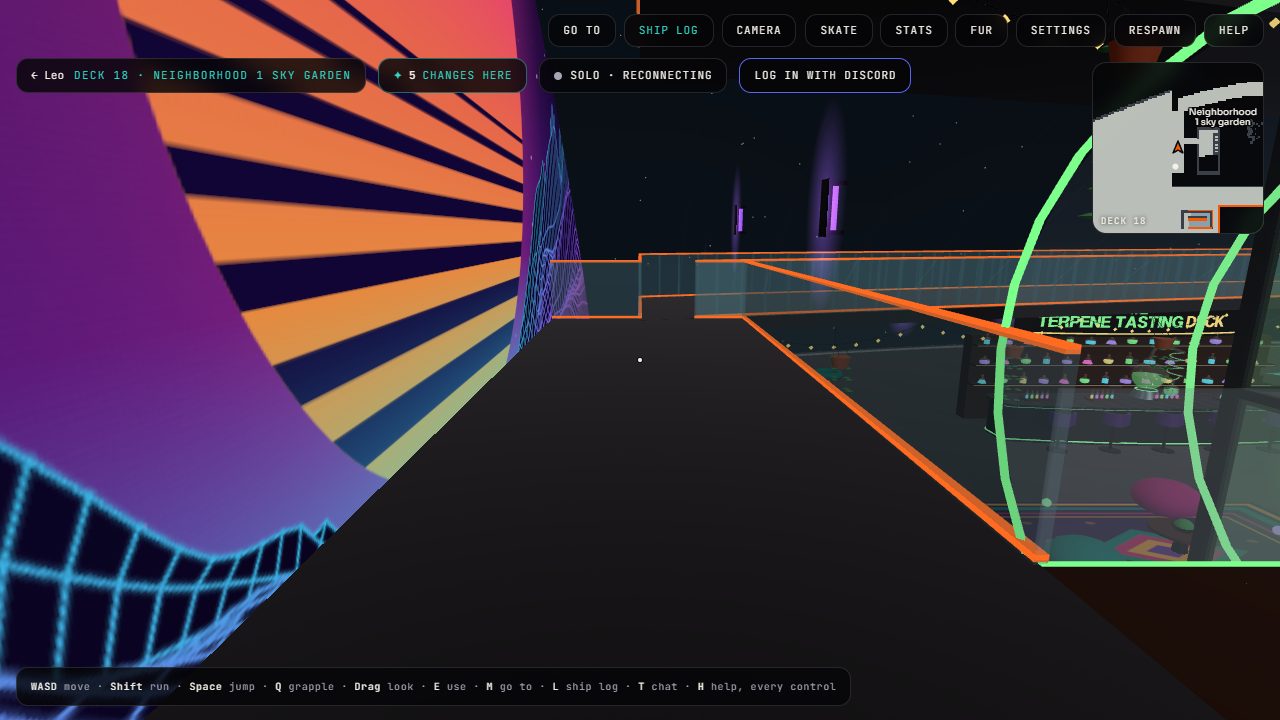 GO TO
SHIP LOG
CAMERA
SKATE
STATS
FUR
SETTINGS
RESPAWN
HELP
← Leo DECK 18 · NEIGHBORHOOD 1 SKY GARDEN
✦ 5 CHANGES HERE
SOLO · RECONNECTING
LOG IN WITH DISCORD
Neighborhood
1 sky garden
DECK 18
TERPENE TASTING DECK
WASD move · Shift run · Space jump · Q grapple · Drag look · E use · M go to · L ship log · T chat · H help, every control